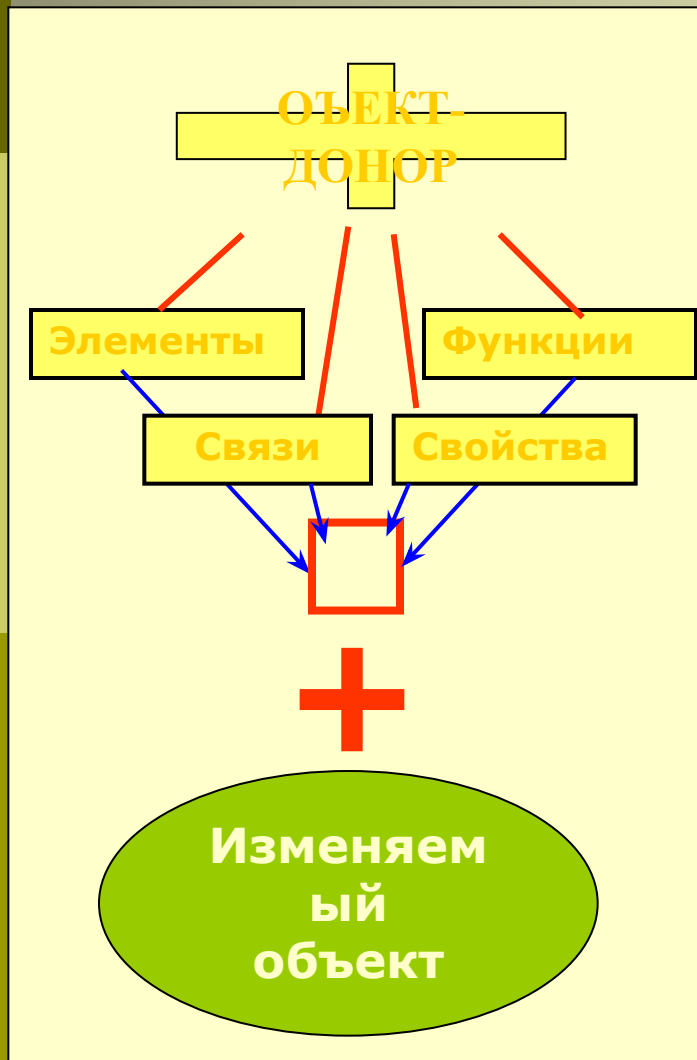 ОЪЕКТ-
ДОНОР
Элементы
Функции
Связи
Свойства
Изменяем
ый
объект